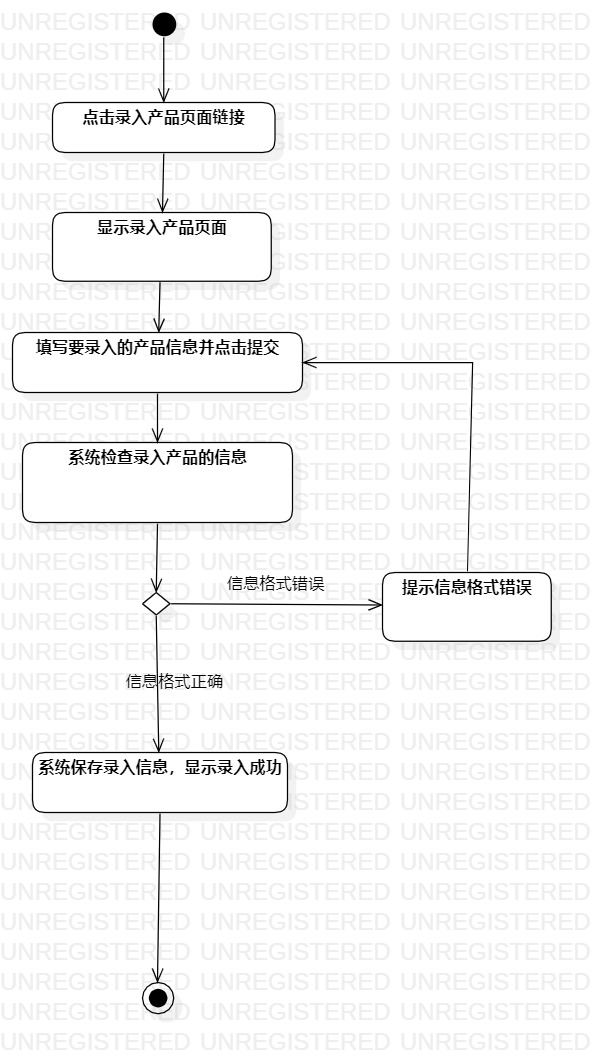 点击录入产品页面链接
显示录入产品页面
填写要录入的产品信息并点击提交
系统检查录入产品的信息
信息格式错误
提示信息格式错误
信息格式正确
系统保存录入信息，显示录入成功
UNREGISTERED